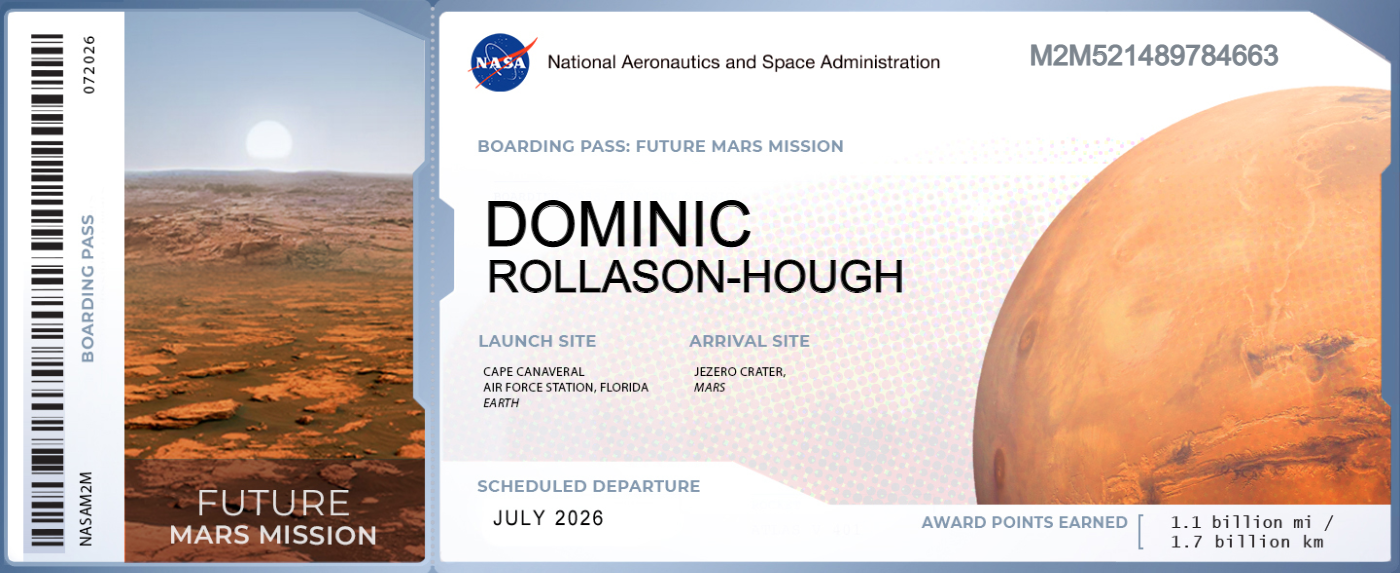 072026
BOARDING PASS
NASAM2M
FUTURE
MARS MISSION
NASA
National Aeronautics and Space Administration
M2M521489784663
BOARDING PASS: FUTURE MARS MISSION
DOMINIC
ROLLASON-HOUGH
LAUNCH SITE
CAPE CANAVERAL
AIR FORCE STATION, FLORIDA
EARTH
ARRIVAL SITE
JEZERO CRATER,
MARS
SCHEDULED DEPARTURE
JULY 2026
AWARD POINTS EARNED
1.1 billion mi /
1.7 billion km